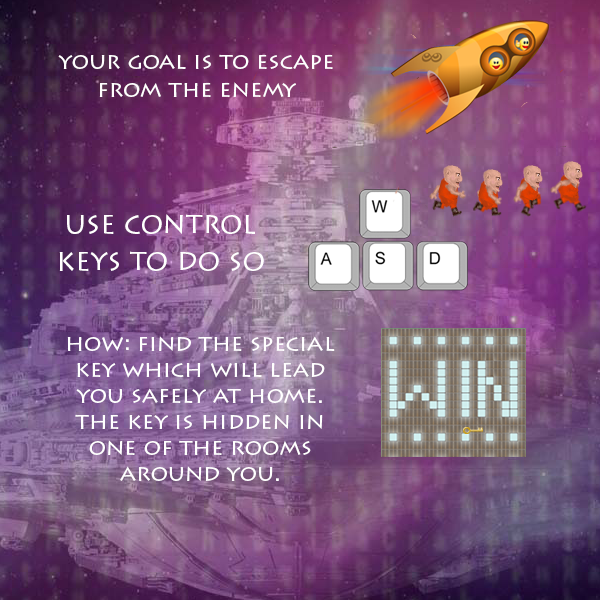 YOUR GOAL IS TO ESCAPE
FROM THE ENEMY
W
USE CONTROL
KEYS TO DO SO
A S D
HOW: FIND THE SPECIAL
KEY WHICH WILL LEAD
YOU SAFELY AT HOME.
THE KEY IS HIDDEN IN
ONE OF THE ROOMS
AROUND YOU.
WIN